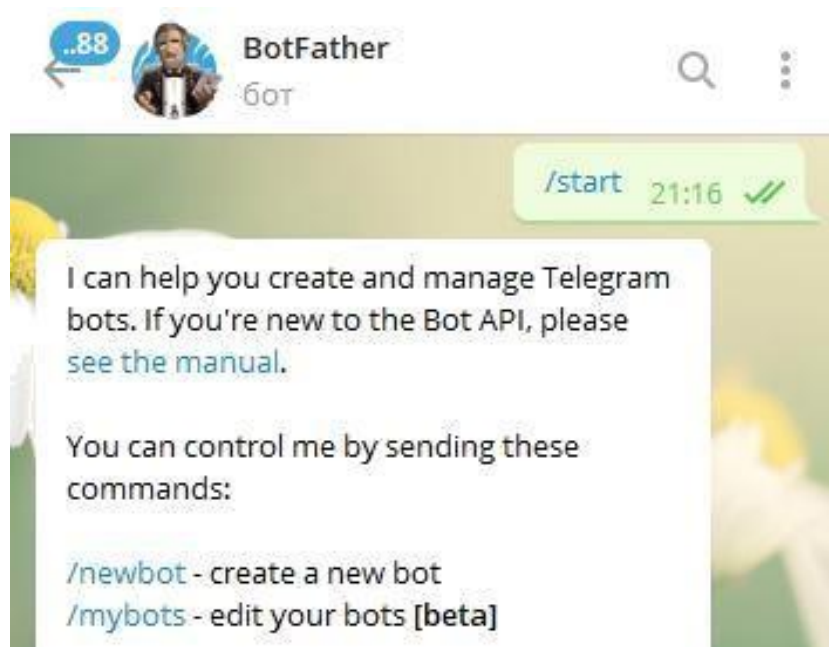 ..88
BotFather
бот
/start 21:16
I can help you create and manage Telegram
bots. If you're new to the Bot API, please
see the manual.
You can control me by sending these
commands:
/newbot - create a new bot
/mybots - edit your bots [beta]